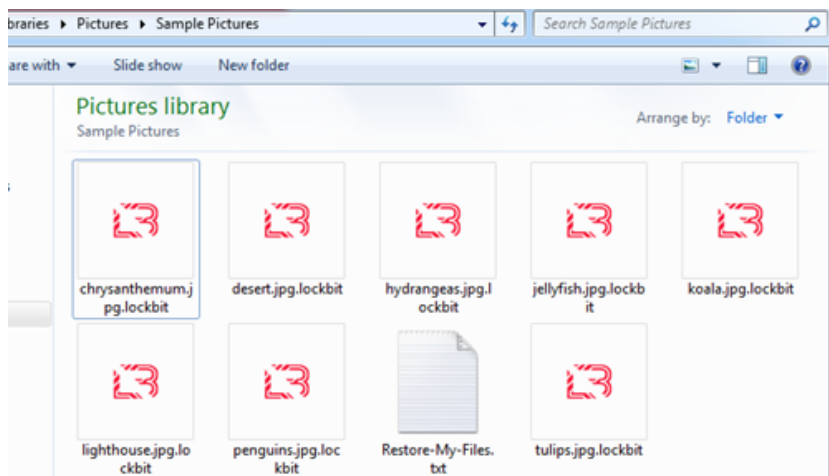 braries ▸ Pictures ▸ Sample Pictures
Search Sample Pictures
are with
Slide show
New folder
Pictures library
Sample Pictures
Arrange by: Folder
chrysanthemum.j
pg.lockbit
desert.jpg.lockbit
hydrangeas.jpg.l
ockbit
jellyfish.jpg.lockb
it
koala.jpg.lockbit
lighthouse.jpg.lo
ckbit
penguins.jpg.loc
kbit
Restore-My-Files.
txt
tulips.jpg.lockbit